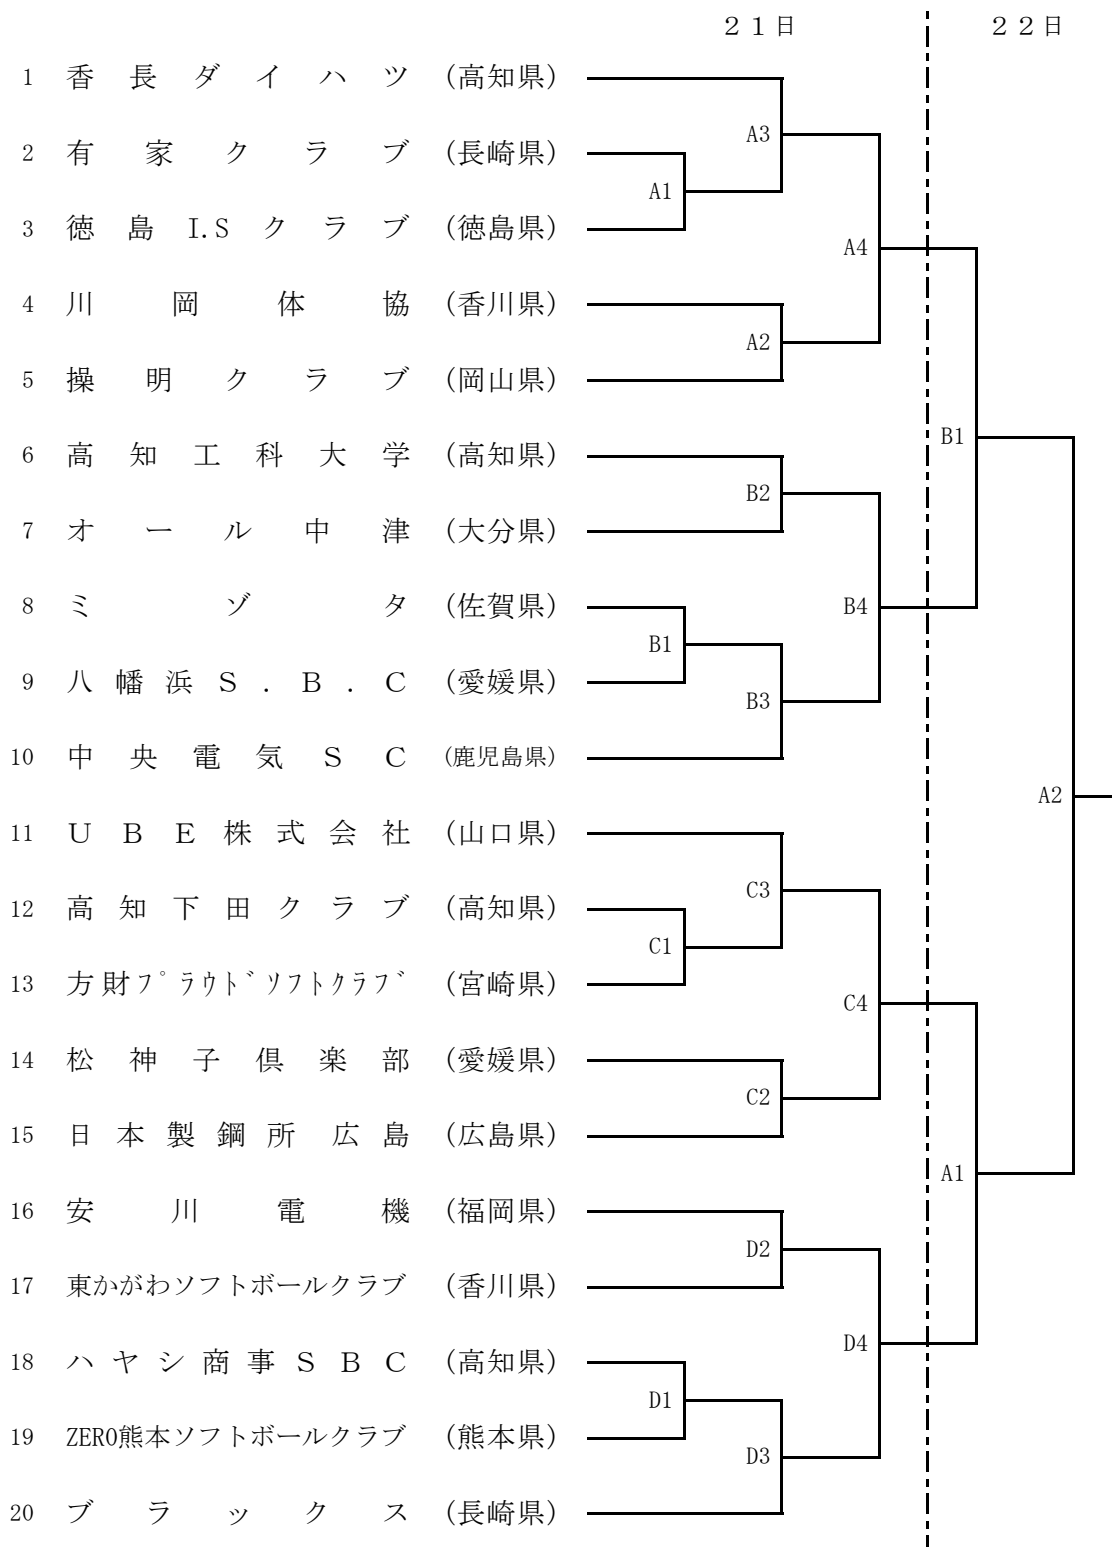 ２１日 ２２日
1 香長ダイハツ (高知県)
A3
2 有家クラブ (長崎県)
A1
3 徳島I.Sクラブ (徳島県)
A4
4 川岡体協 (香川県)
A2
5 操明クラブ (岡山県)
B1
6 高知工科大学 (高知県)
B2
7 オール中津 (大分県)
8 ミゾタ (佐賀県)
B4
B1
9 八幡浜Ｓ．Ｂ．Ｃ (愛媛県)
B3
10 中央電気ＳＣ (鹿児島県)
A2
11 ＵＢＥ株式会社 (山口県)
C3
12 高知下田クラブ (高知県)
C1
13 方財ﾌﾟﾗｳﾄﾞｿﾌﾄｸﾗﾌﾞ (宮崎県)
C4
14 松神子倶楽部 (愛媛県)
C2
15 日本製鋼所広島 (広島県)
A1
16 安川電機 (福岡県)
D2
17 東かがわソフトボールクラブ (香川県)
D4
18 ハヤシ商事ＳＢＣ (高知県)
D1
19 ZERO熊本ソフトボールクラブ (熊本県)
D3
20 ブラックス (長崎県)